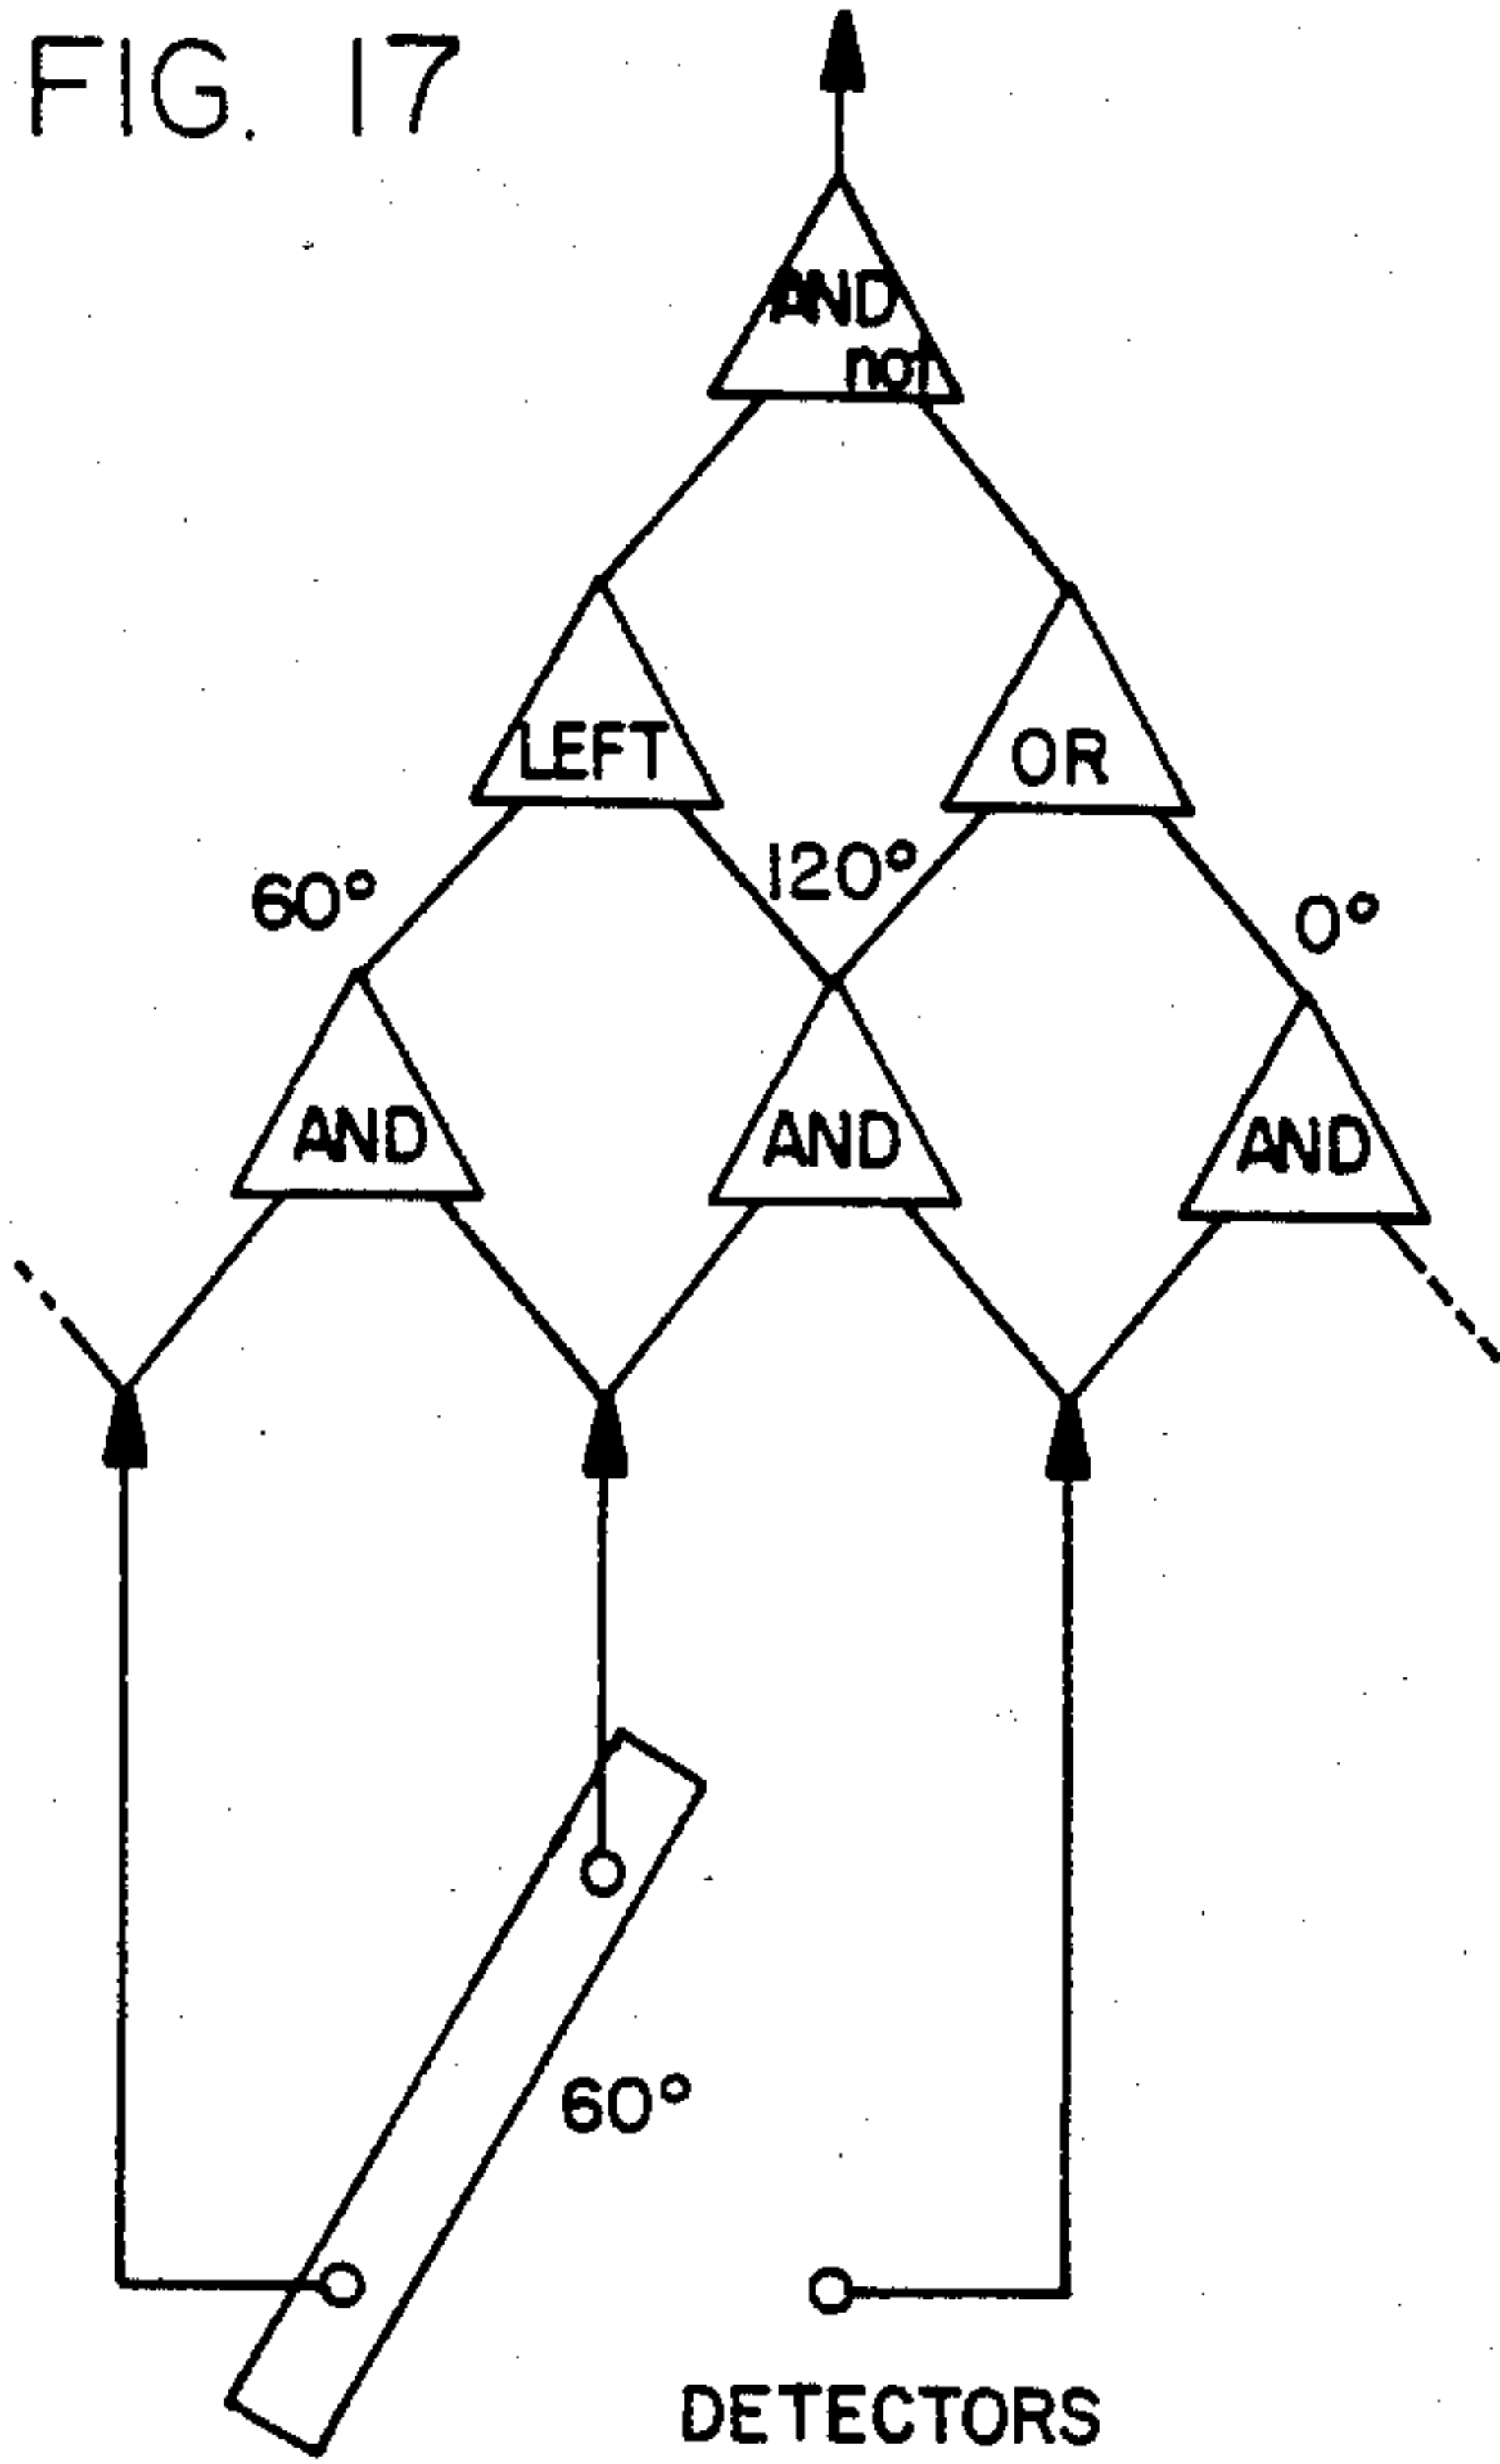 FIG. 17
AND
not
LEFT
OR
60°
120°
0°
AND
AND
AND
60°
DETECTORS